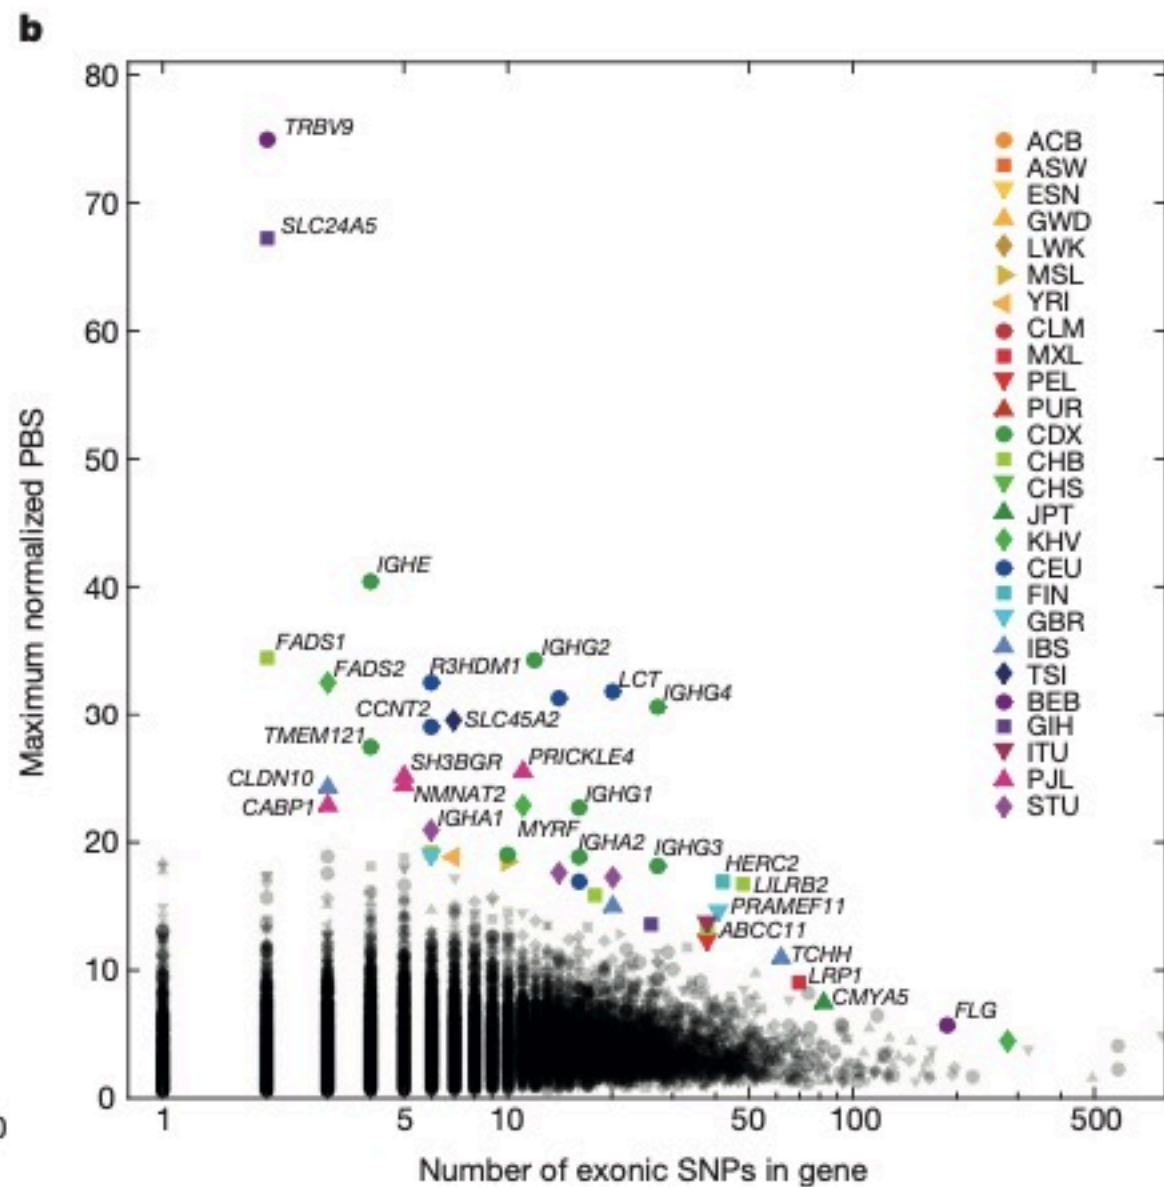 b
80
70
60
50
40
30
20
10
0
Maximum normalized PBS
TRBV9
SLC24A5
IGHE
FADS1
IGHG2
FADS2
R3HDM1
LCT
IGHG4
CCNT2
SLC45A2
TMEM121
SH3BGR
PRICKLE4
CLDN10
NMNAT2
CABP1
IGHG1
IGHA1
MYRF
IGHA2
IGHG3
HERC2
LILRB2
PRAMEF11
ABCC11
TCHH
LRP1
CMYA5
FLG
ACB
ASW
ESN
GWD
LWK
MSL
YRI
CLM
MXL
PEL
PUR
CDX
CHB
CHS
JPT
KHV
CEU
FIN
GBR
IBS
TSI
BEB
GIH
ITU
PJL
STU
1 5 10 50 100 500
Number of exonic SNPs in gene